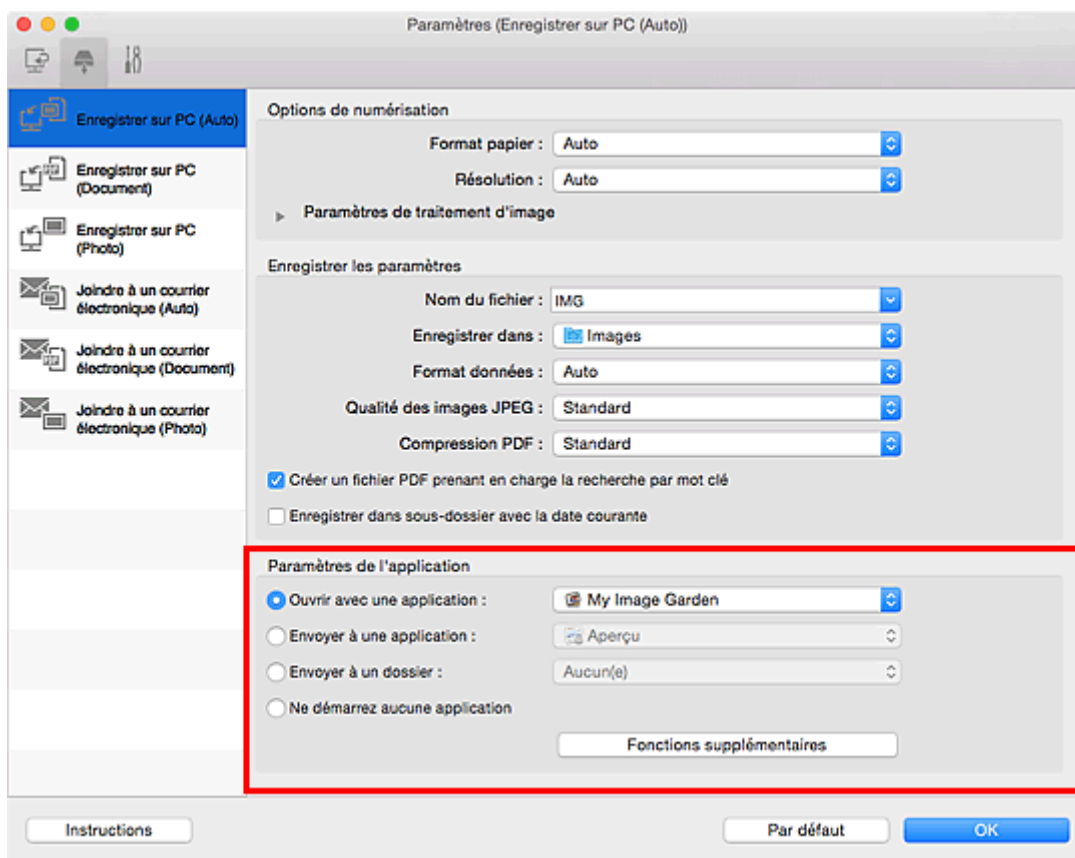 Paramètres (Enregistrer sur PC (Auto))
Enregistrer sur PC (Auto)
Enregistrer sur PC
(Document)
Enregistrer sur PC
(Photo)
Joindre à un courrier
électronique (Auto)
Joindre à un courrier
électronique (Document)
Joindre à un courrier
électronique (Photo)
Options de numérisation
Format papier : Auto
Résolution : Auto
Paramètres de traitement d'image
Enregistrer les paramètres
Nom du fichier : IMG
Enregistrer dans : Images
Format données : Auto
Qualité des images JPEG : Standard
Compression PDF : Standard
Créer un fichier PDF prenant en charge la recherche par mot clé
Enregistrer dans sous-dossier avec la date courante
Paramètres de l'application
Ouvrir avec une application : My Image Garden
Envoyer à une application : Aperçu
Envoyer à un dossier : Aucun(e)
Ne démarrez aucune application
Fonctions supplémentaires
Instructions
Par défaut
OK